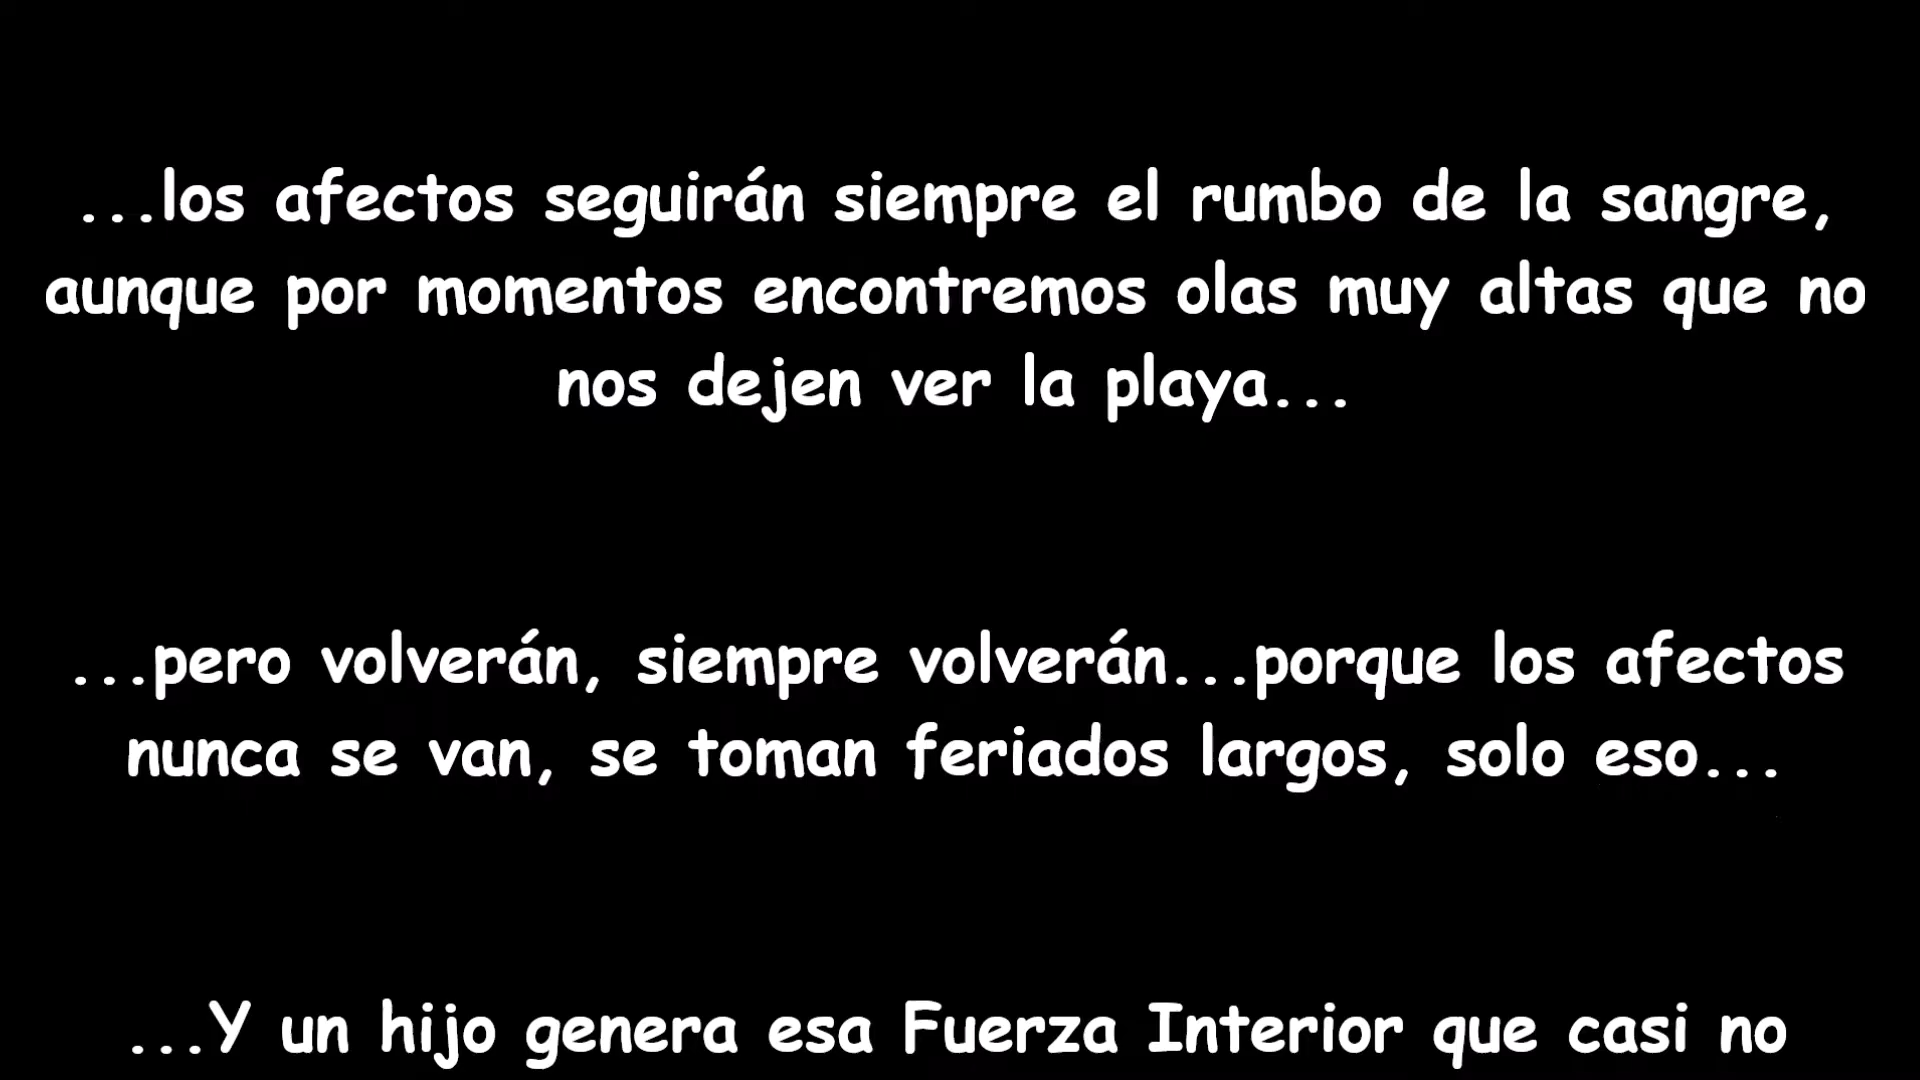 ...los afectos seguirán siempre el rumbo de la sangre,
aunque por momentos encontremos olas muy altas que no
nos dejen ver la playa...
...pero volverán, siempre volverán...porque los afectos
nunca se van, se toman feriados largos, solo eso...
...Y un hijo genera esa Fuerza Interior que casi no